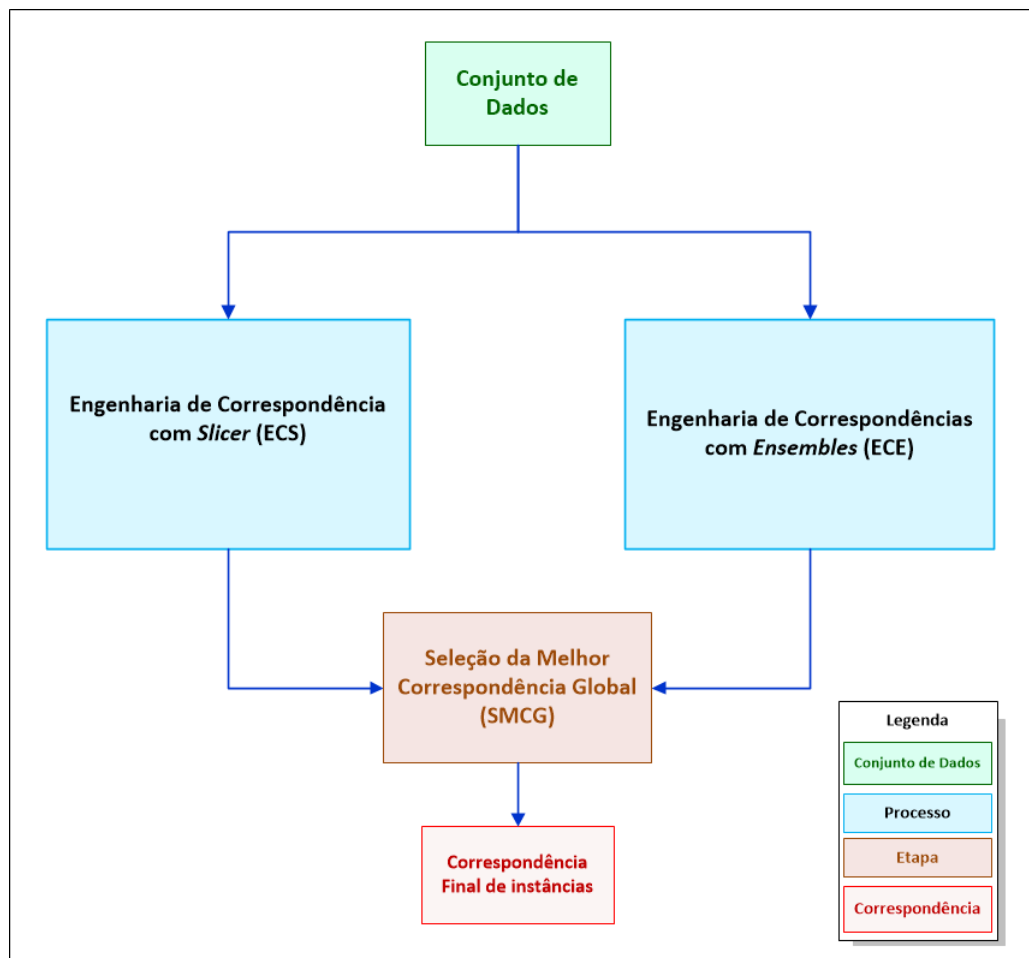 Conjunto de
Dados
Engenharia de Correspondência
com Slicer (ECS)
Engenharia de Correspondências
com Ensembles (ECE)
Seleção da Melhor
Correspondência Global
(SMCG)
Correspondência
Final de instâncias
Legenda
Conjunto de Dados
Processo
Etapa
Correspondência